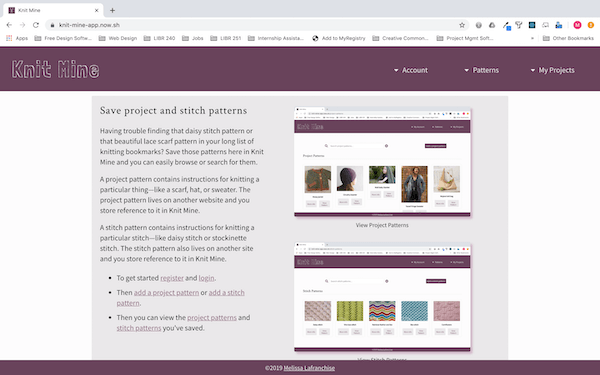 Knit Mine
knit-mine-app.now.sh
Apps Free Design Softw... Web Design LIBR 240 Jobs LIBR 251 Internship Assista... Add to MyRegistry Creative Common... Project Mgmt Soft... Other Bookmarks
Knit Mine Account Patterns My Projects
Save project and stitch patterns
Having trouble finding that daisy stitch pattern or
that beautiful lace scarf pattern in your long list of
knitting bookmarks? Save those patterns here in Knit
Mine and you can easily browse or search for them.
A project pattern contains instructions for knitting a
particular thing—like a scarf, hat, or sweater. The
project pattern lives on another website and you
store reference to it in Knit Mine.
A stitch pattern contains instructions for knitting a
particular stitch—like daisy stitch or stockinette
stitch. The stitch pattern also lives on another site
and you store reference to it in Knit Mine.
To get started register and login.
Then add a project pattern or add a stitch
pattern.
Then you can view the project patterns and
stitch patterns you've saved.
Knit Mine
Project Patterns
View Project Patterns
Knit Mine
Stitch Patterns
View Stitch Patterns
©2019 Melissa Lafranchise